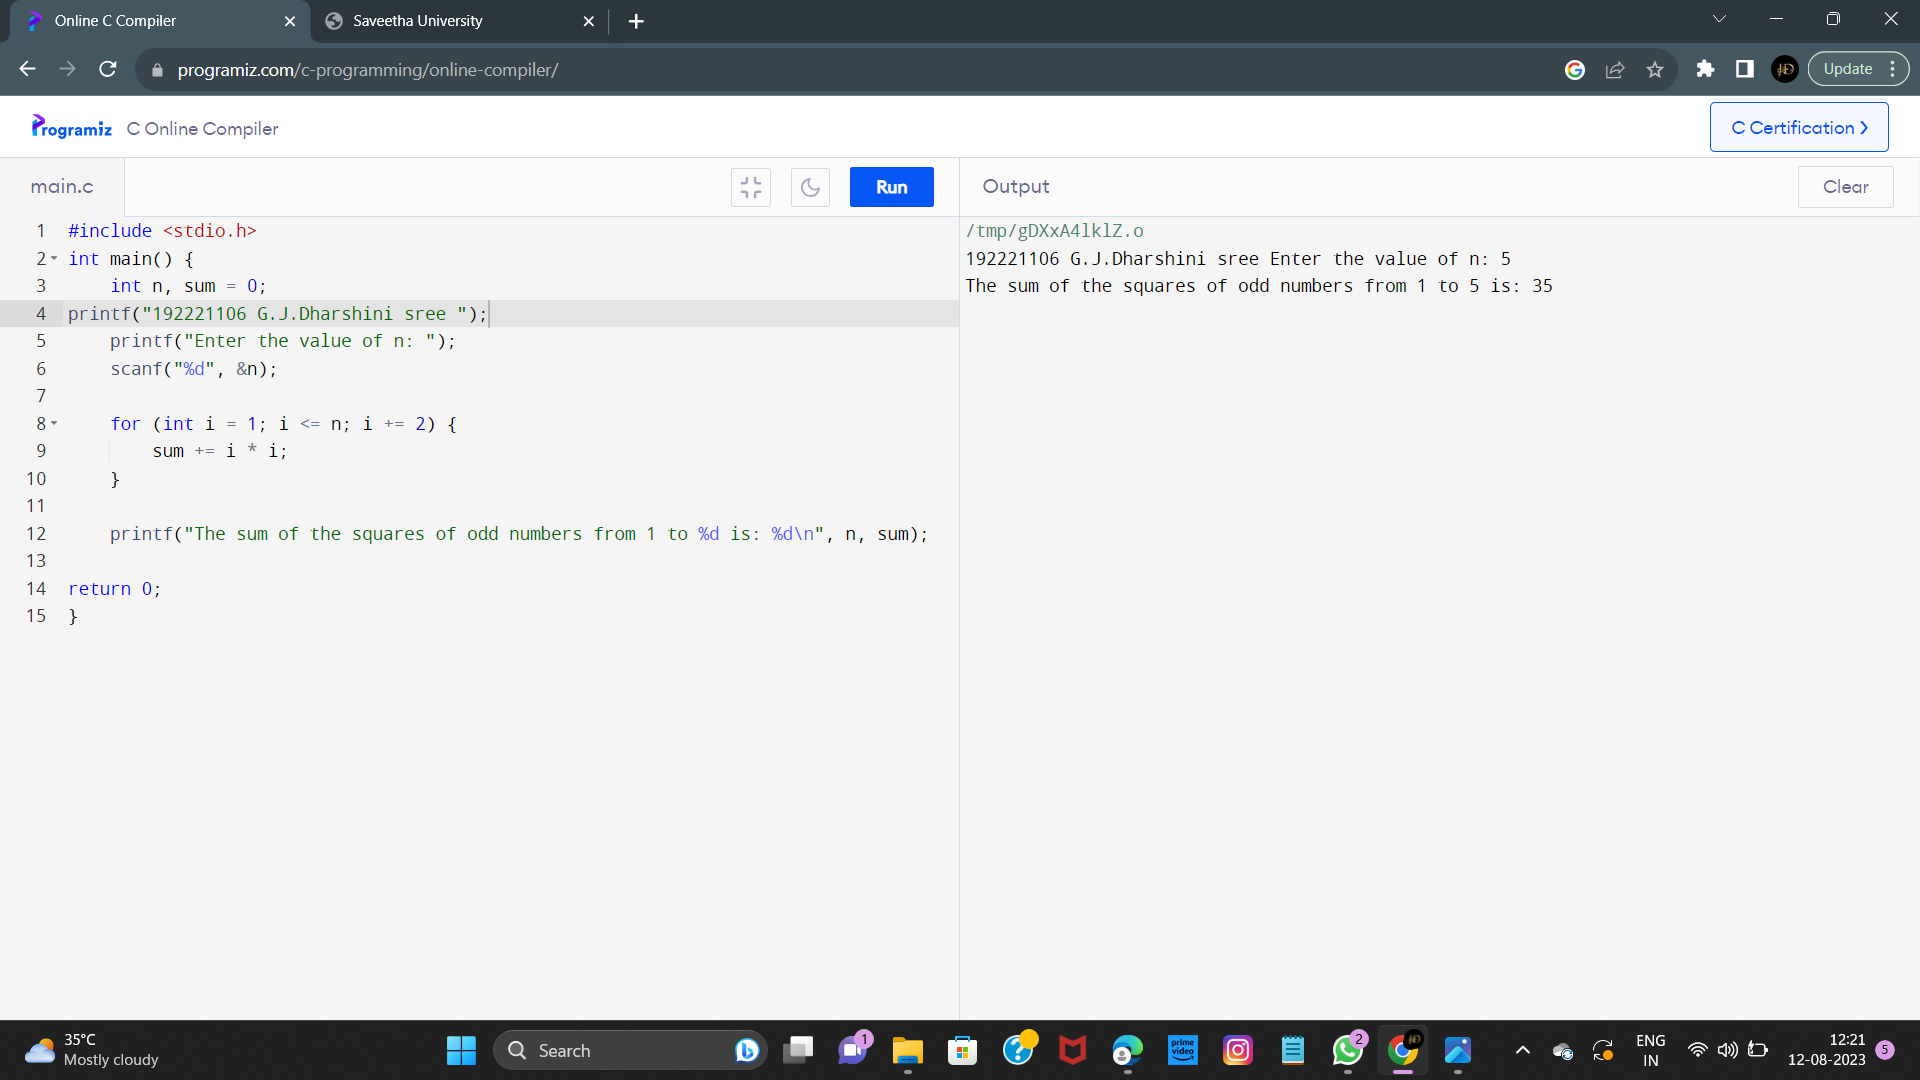 Online C Compiler
Saveetha University
programiz.com/c-programming/online-compiler/
Update
Programiz C Online Compiler
C Certification
main.c
Run
Output
Clear
1 #include <stdio.h>
2 int main() {
3 int n, sum = 0;
4 printf("192221106 G.J.Dharshini sree ");
5 printf("Enter the value of n: ");
6 scanf("%d", &n);
7
8 for (int i = 1; i <= n; i += 2) {
9 sum += i * i;
10 }
11
12 printf("The sum of the squares of odd numbers from 1 to %d is: %d\n", n, sum);
13
14 return 0;
15 }
/tmp/gDXxA4lklZ.o
192221106 G.J.Dharshini sree Enter the value of n: 5
The sum of the squares of odd numbers from 1 to 5 is: 35
35°C
Mostly cloudy
Search
1
prime video
2
ENG
IN
12:21
12-08-2023
5